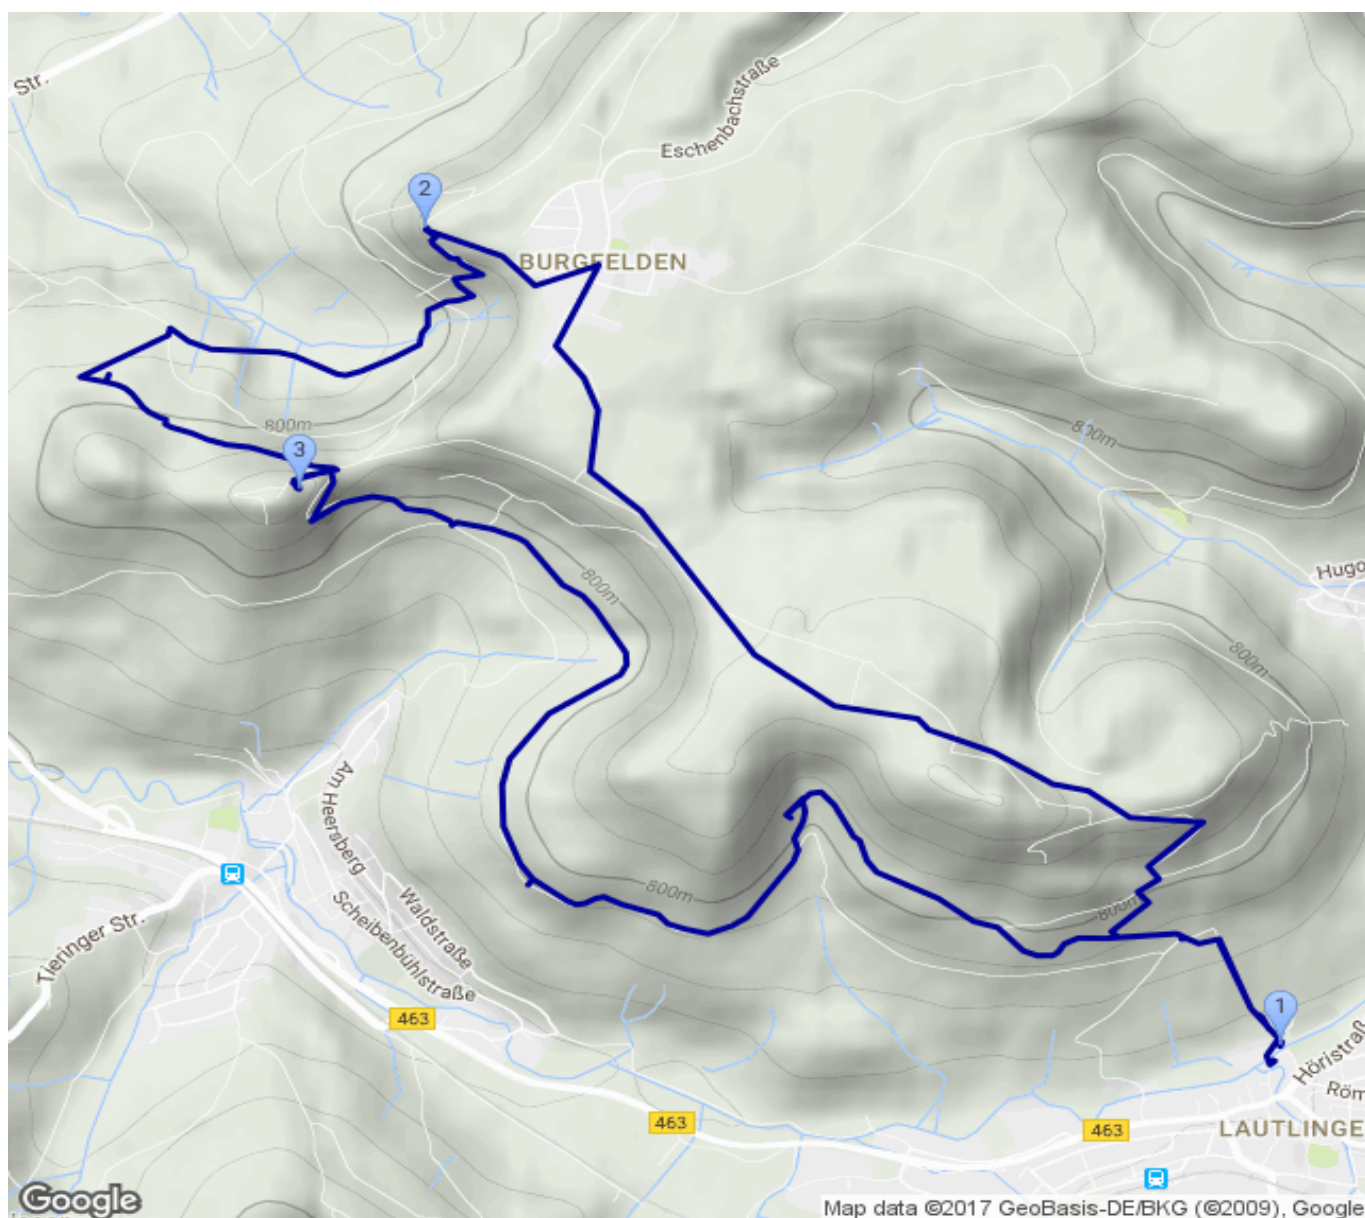 Str.
Eschenbachstraße
2
BURGFELDEN
800m
800m
3
800m
Hugo
800m
Am Heersberg
Waldstraße
Scheibenbühlstraße
Tieringer Str.
800m
800m
1
463
Höristraß
Röm
463
463
LAUTLINGE
Google
Map data ©2017 GeoBasis-DE/BKG (©2009), Google